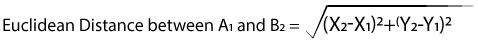 Euclidean Distance between A₁ and B₂ = √(X₂-X₁)²+(Y₂-Y₁)²